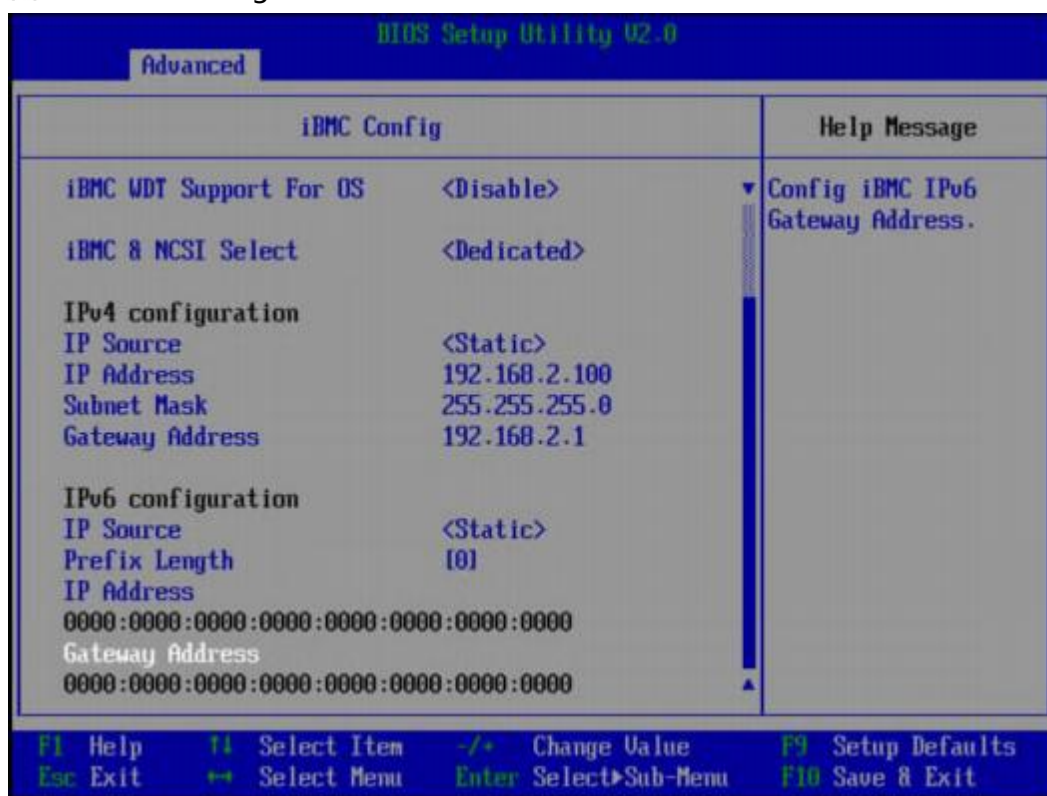 BIOS Setup Utility V2.0
Advanced
iBMC Config
Help Message
iBMC WDT Support For OS <Disable>
iBMC & NCSI Select <Dedicated>
IPv4 configuration
IP Source <Static>
IP Address 192.168.2.100
Subnet Mask 255.255.255.0
Gateway Address 192.168.2.1
IPv6 configuration
IP Source <Static>
Prefix Length [0]
IP Address
0000:0000:0000:0000:0000:0000:0000:0000
Gateway Address
0000:0000:0000:0000:0000:0000:0000:0000
Config iBMC IPv6
Gateway Address.
F1 Help ↑↓ Select Item -/+ Change Value F9 Setup Defaults
Esc Exit ↔ Select Menu Enter Select▶Sub-Menu F10 Save & Exit